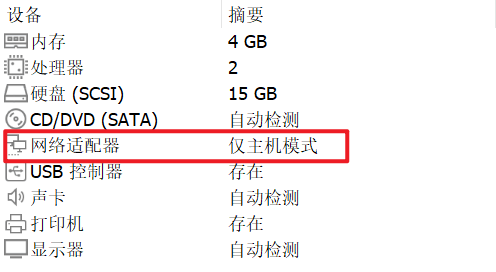 设备 摘要
内存 4 GB
处理器 2
硬盘 (SCSI) 15 GB
CD/DVD (SATA) 自动检测
网络适配器 仅主机模式
USB 控制器 存在
声卡 自动检测
打印机 存在
显示器 自动检测